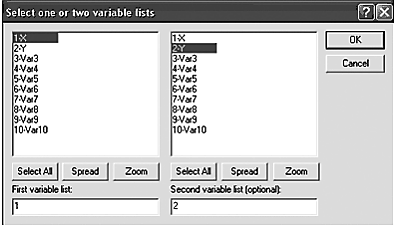 Select one or two variable lists
1-X
2-Y
3-Var3
4-Var4
5-Var5
6-Var6
7-Var7
8-Var8
9-Var9
10-Var10
1-X
2-Y
3-Var3
4-Var4
5-Var5
6-Var6
7-Var7
8-Var8
9-Var9
10-Var10
OK
Cancel
Select All Spread Zoom
Select All Spread Zoom
First variable list:
1
Second variable list (optional):
2